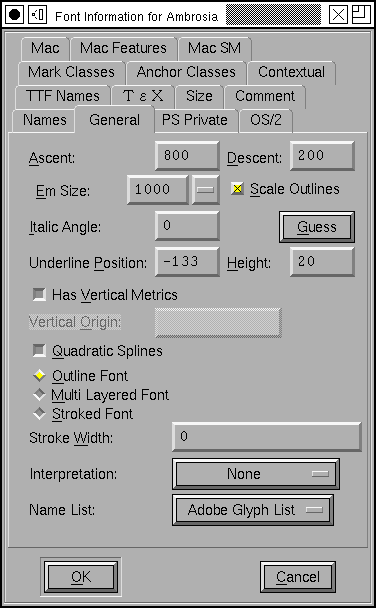 Font Information for Ambrosia
Mac Mac Features Mac SM
Mark Classes Anchor Classes Contextual
TTF Names T ε X Size Comment
Names General PS Private OS/2
Ascent: 800 Descent: 200
Em Size: 1000 Scale Outlines
Italic Angle: 0 Guess
Underline Position: -133 Height: 20
Has Vertical Metrics
Vertical Origin:
Quadratic Splines
Outline Font
Multi Layered Font
Stroked Font
Stroke Width: 0
Interpretation: None
Name List: Adobe Glyph List
OK Cancel